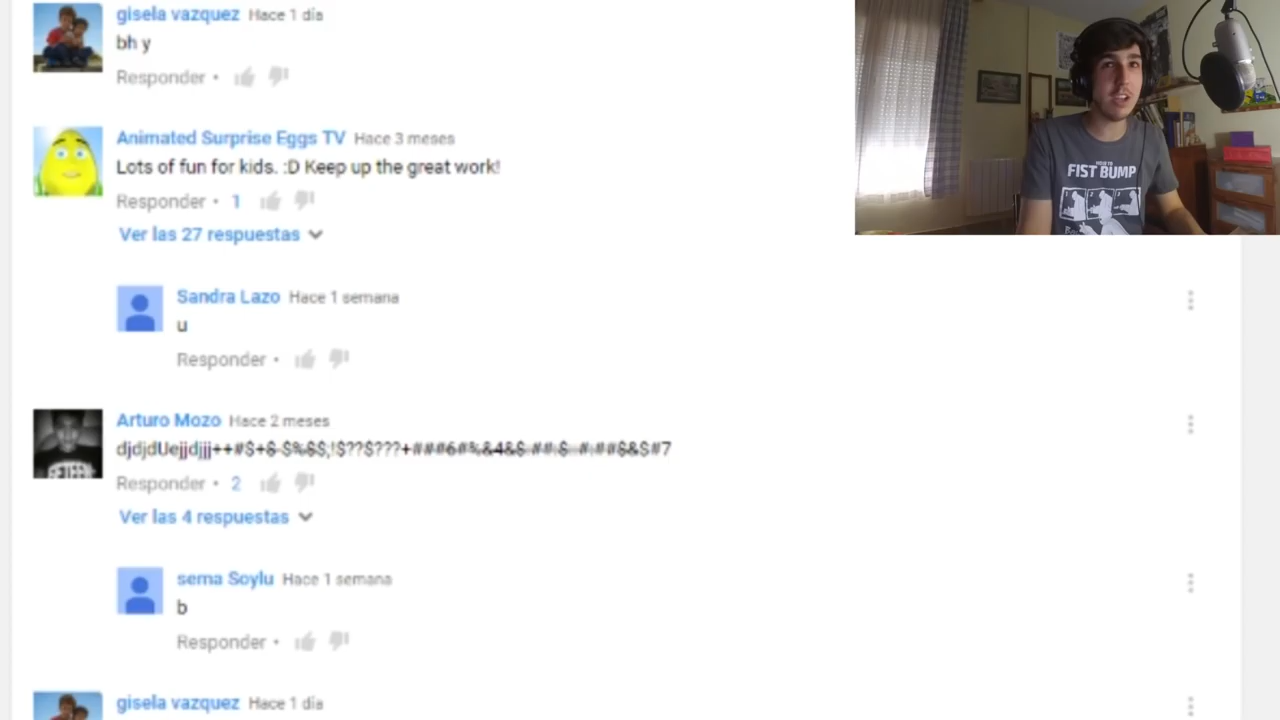 gisela vazquez Hace 1 día
bh y
Responder •
Animated Surprise Eggs TV Hace 3 meses
Lots of fun for kids. :D Keep up the great work!
Responder • 1
Ver las 27 respuestas
Sandra Lazo Hace 1 semana
u
Responder •
Arturo Mozo Hace 2 meses
Responder • 2
Ver las 4 respuestas
sema Soylu Hace 1 semana
b
Responder •
gisela vazquez Hace 1 día
FIST BUMP